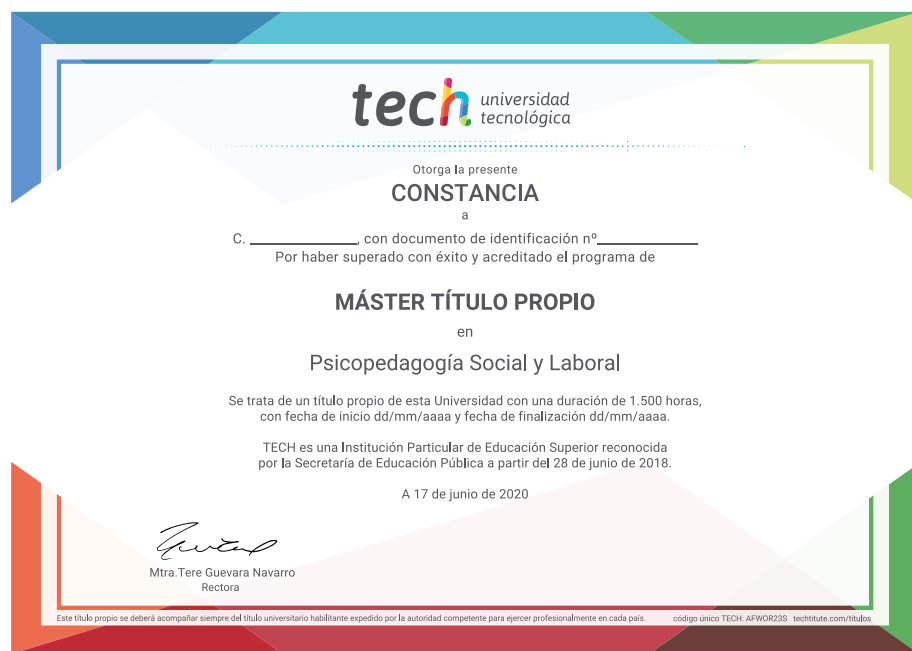 tech universidad
tecnológica
Otorga la presente
CONSTANCIA
a
C. ____________, con documento de identificación nº____________
Por haber superado con éxito y acreditado el programa de
MÁSTER TÍTULO PROPIO
en
Psicopedagogía Social y Laboral
Se trata de un título propio de esta Universidad con una duración de 1.500 horas,
con fecha de inicio dd/mm/aaaa y fecha de finalización dd/mm/aaaa.
TECH es una Institución Particular de Educación Superior reconocida
por la Secretaría de Educación Pública a partir del 28 de junio de 2018.
A 17 de junio de 2020
Mtra.Tere Guevara Navarro
Rectora
Este título propio se deberá acompañar siempre del título universitario habilitante expedido por la autoridad competente para ejercer profesionalmente en cada país. código único TECH: AFWOR23S techtitute.com/titulos